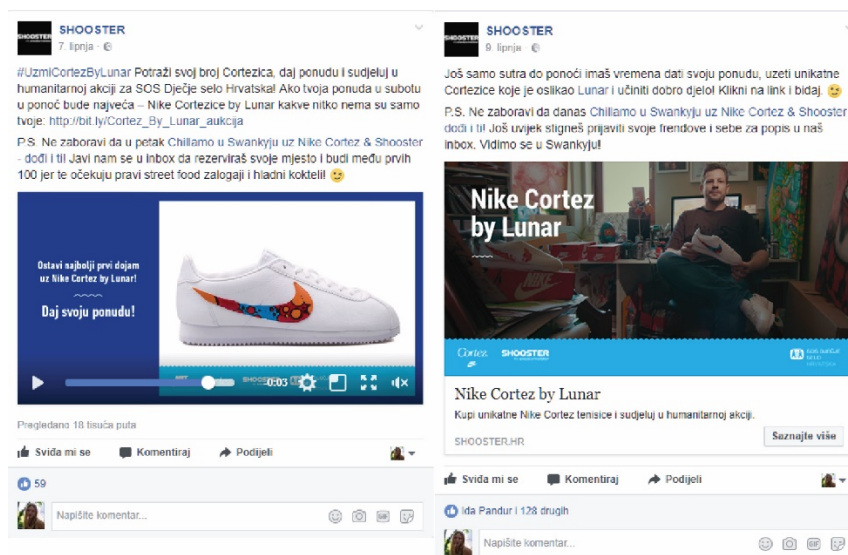 SHOOSTER
7. lipnja
#UzmiCortezByLunar Potraži svoj broj Cortezica, daj ponudu i sudjeluj u
humanitarnoj akciji za SOS Dječje selo Hrvatska! Ako tvoja ponuda u subotu
u ponoć bude najveća – Nike Cortezice by Lunar kakve nitko nema su samo
tvoje: http://bit.ly/Cortez_By_Lunar_aukcija
P.S. Ne zaboravi da u petak Chillamo u Swankyju uz Nike Cortez & Shooster
- dođi i ti! Javi nam se u inbox da rezerviraš svoje mjesto i budi među prvih
100 jer te očekuju pravi street food zalogaji i hladni kokteli!
Ostavi najbolji prvi dojam
uz Nike Cortez by Lunar!
Daj svoju ponudu!
-0:03
Pregledano 18 tisuća puta
Sviđa mi se
Komentiraj
Podijeli
59
Napišite komentar...
GIF
SHOOSTER
9. lipnja
Još samo sutra do ponoći imaš vremena dati svoju ponudu, uzeti unikatne
Cortezice koje je oslikao Lunar i učiniti dobro djelo! Klikni na link i bidaj.
P.S. Ne zaboravi da danas Chillamo u Swankyju uz Nike Cortez & Shooster
dođi i ti! Još uvijek stigneš prijaviti svoje frendove i sebe za popis u naš
inbox. Vidimo se u Swankyju!
Nike Cortez
by Lunar
NIKE
Cortez
SHOOSTER
SOS DJEČJE
SELO
HRVATSKA
Nike Cortez by Lunar
Kupi unikatne Nike Cortez tenisice i sudjeluj u humanitarnoj akciji.
SHOOSTER.HR
Saznajte više
Sviđa mi se
Komentiraj
Podijeli
Ida Pandur i 128 drugih
Napišite komentar...
GIF